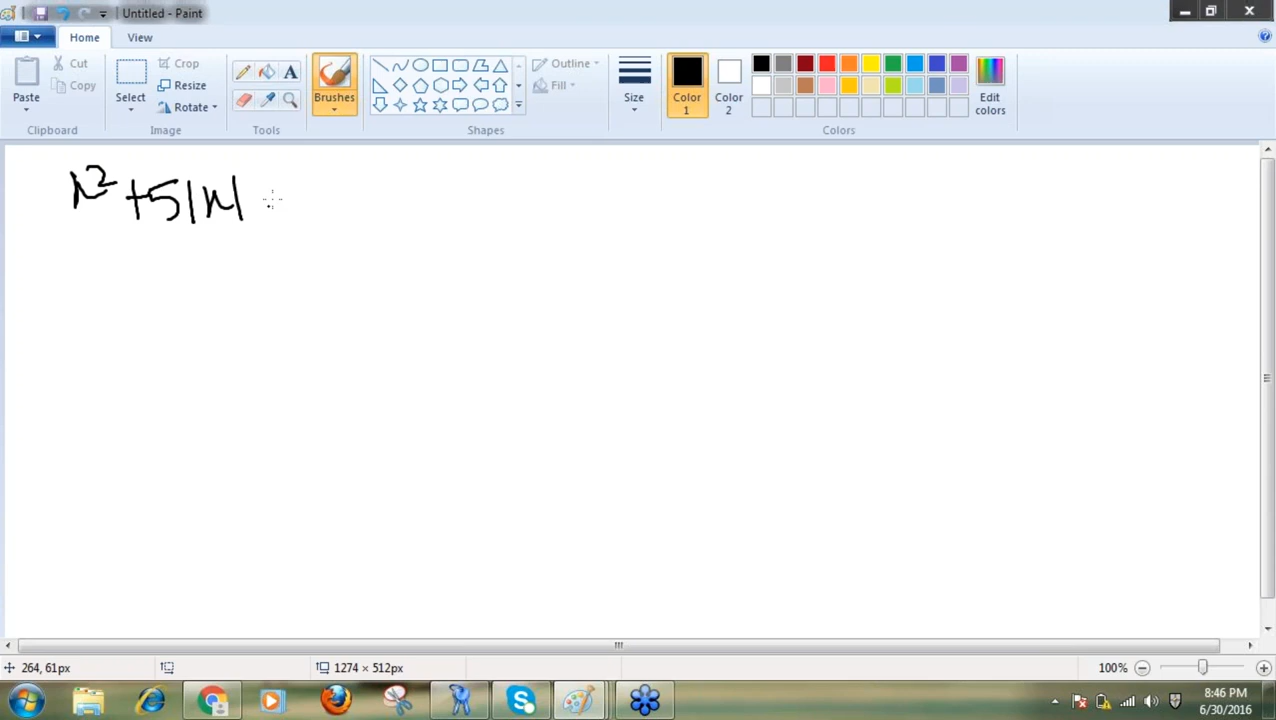 Untitled - Paint
Home View
Paste
Cut
Copy
Clipboard
Select
Crop
Resize
Rotate
Image
Tools
Brushes
Shapes
Outline
Fill
Size
Color 1
Color 2
Edit colors
Colors
x² +5|x|
264, 61px
1274 × 512px
100%
8:46 PM
6/30/2016